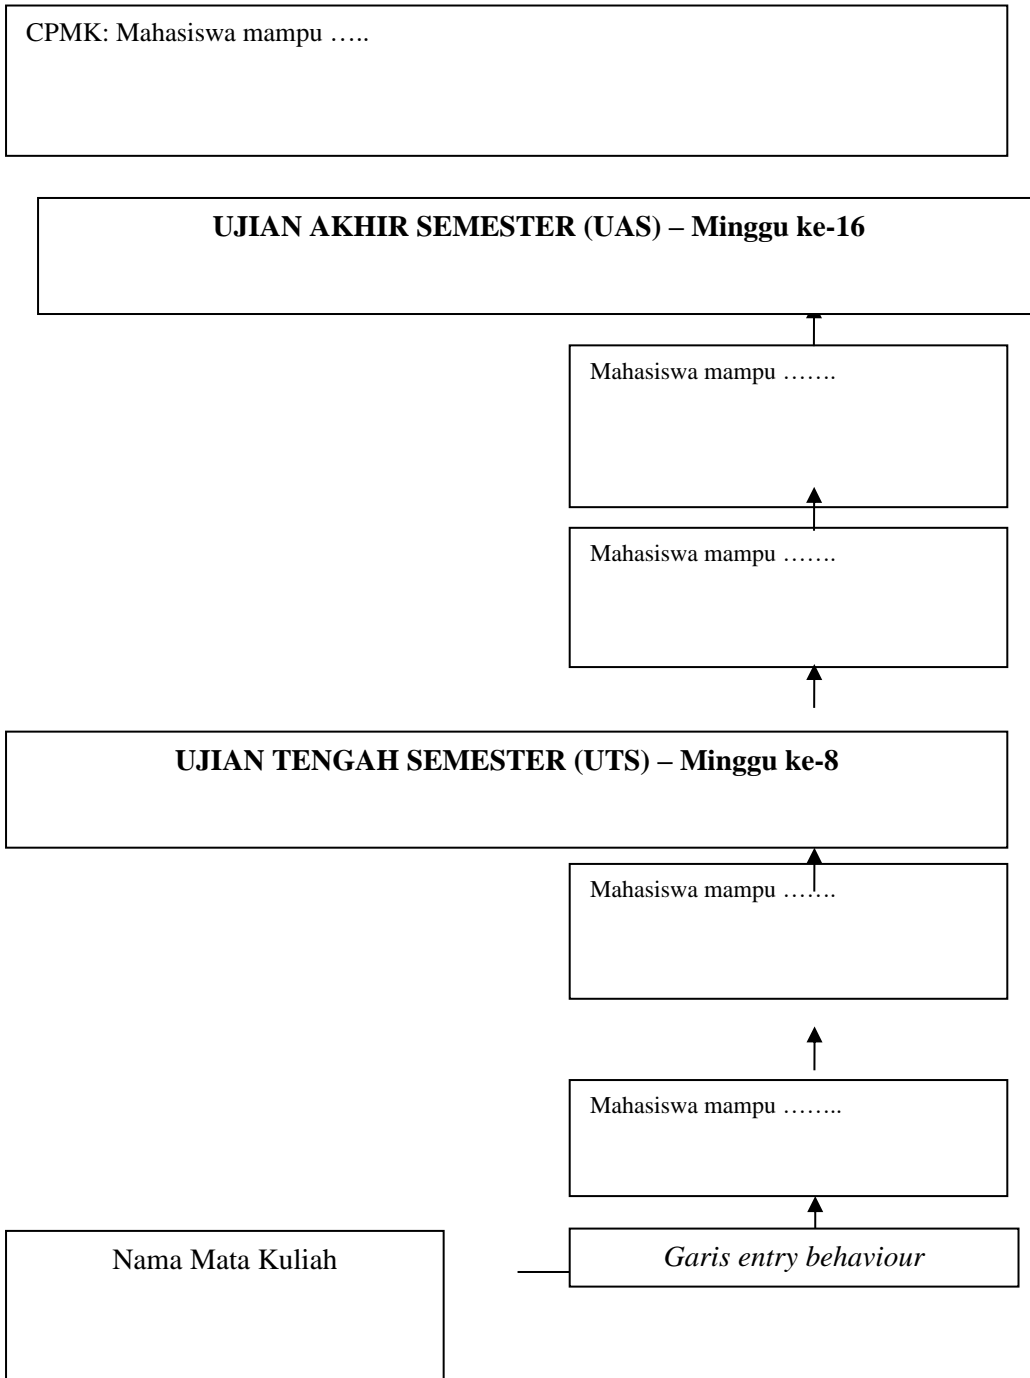 CPMK: Mahasiswa mampu …..
UJIAN AKHIR SEMESTER (UAS) – Minggu ke-16
Mahasiswa mampu …….
Mahasiswa mampu …….
UJIAN TENGAH SEMESTER (UTS) – Minggu ke-8
Mahasiswa mampu …….
Mahasiswa mampu ……..
Nama Mata Kuliah
Garis entry behaviour